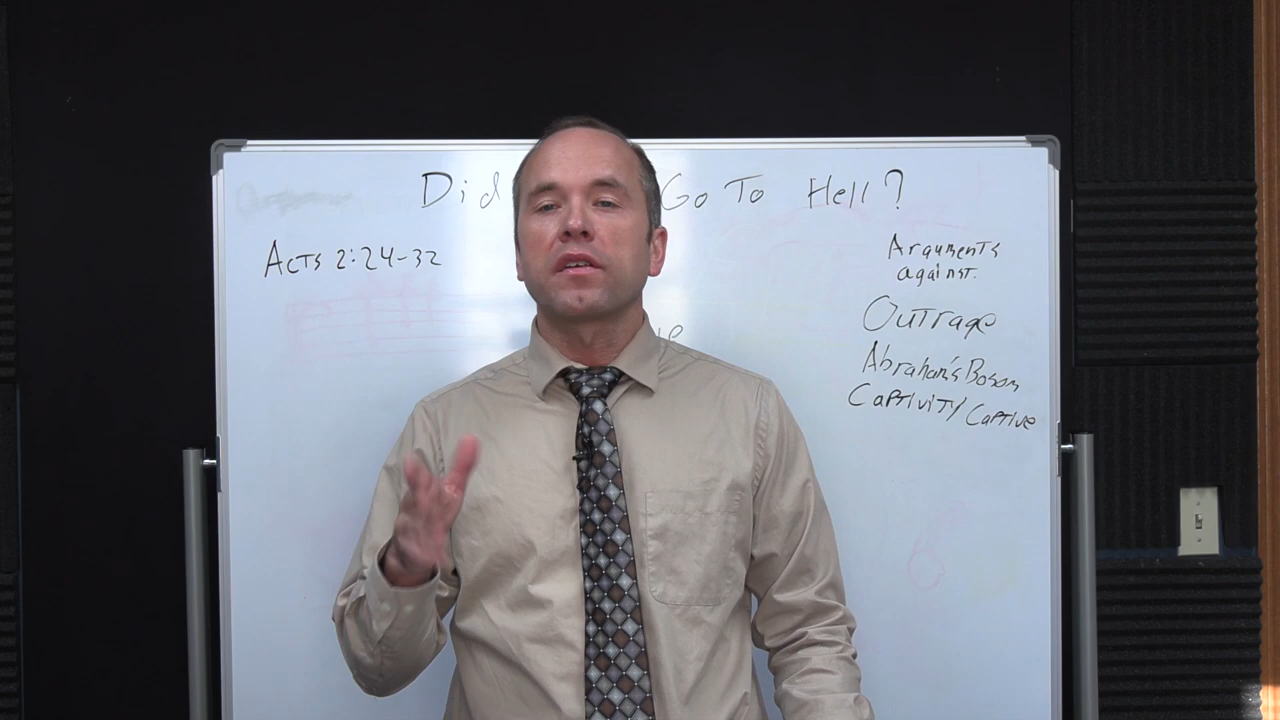 Did Go To Hell?
Acts 2:24-32
Arguments
against.
Outrage
Abraham's Bosom
Captivity Captive